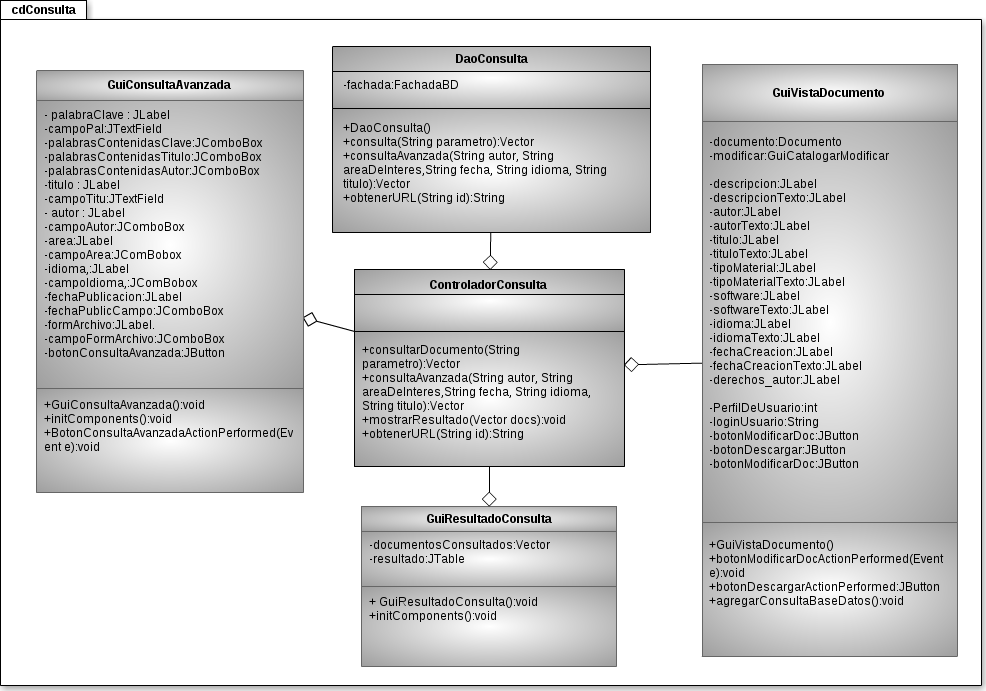 cdConsulta
GuiConsultaAvanzada
- palabraClave : JLabel
-campoPal:JTextField
-palabrasContenidasClave:JComboBox
-palabrasContenidasTitulo:JComboBox
-palabrasContenidasAutor:JComboBox
-titulo : JLabel
-campoTitu:JTextField
- autor : JLabel
-campoAutor:JComboBox
-area:JLabel
-campoArea:JComBobox
-idioma,:JLabel
-campoIdioma,:JComBobox
-fechaPublicacion:JLabel
-fechaPublicCampo:JComboBox
-formArchivo:JLabel.
-campoFormArchivo:JComboBox
-botonConsultaAvanzada:JButton
+GuiConsultaAvanzada():void
+initComponents():void
+BotonConsultaAvanzadaActionPerformed(Ev
ent e):void
DaoConsulta
-fachada:FachadaBD
+DaoConsulta()
+consulta(String parametro):Vector
+consultaAvanzada(String autor, String
areaDeInteres,String fecha, String idioma, String
titulo):Vector
+obtenerURL(String id):String
ControladorConsulta
+consultarDocumento(String
parametro):Vector
+consultaAvanzada(String autor, String
areaDeInteres,String fecha, String idioma,
String titulo):Vector
+mostrarResultado(Vector docs):void
+obtenerURL(String id):String
GuiResultadoConsulta
-documentosConsultados:Vector
-resultado:JTable
+ GuiResultadoConsulta():void
+initComponents():void
GuiVistaDocumento
-documento:Documento
-modificar:GuiCatalogarModificar
-descripcion:JLabel
-descripcionTexto:JLabel
-autor:JLabel
-autorTexto:JLabel
-titulo:JLabel
-tituloTexto:JLabel
-tipoMaterial:JLabel
-tipoMaterialTexto:JLabel
-software:JLabel
-softwareTexto:JLabel
-idioma:JLabel
-idiomaTexto:JLabel
-fechaCreacion:JLabel
-fechaCreacionTexto:JLabel
-derechos_autor:JLabel
-PerfilDeUsuario:int
-loginUsuario:String
-botonModificarDoc:JButton
-botonDescargar:JButton
-botonModificarDoc:JButton
+GuiVistaDocumento()
+botonModificarDocActionPerformed(Event
e):void
+botonDescargarActionPerformed:JButton
+agregarConsultaBaseDatos():void